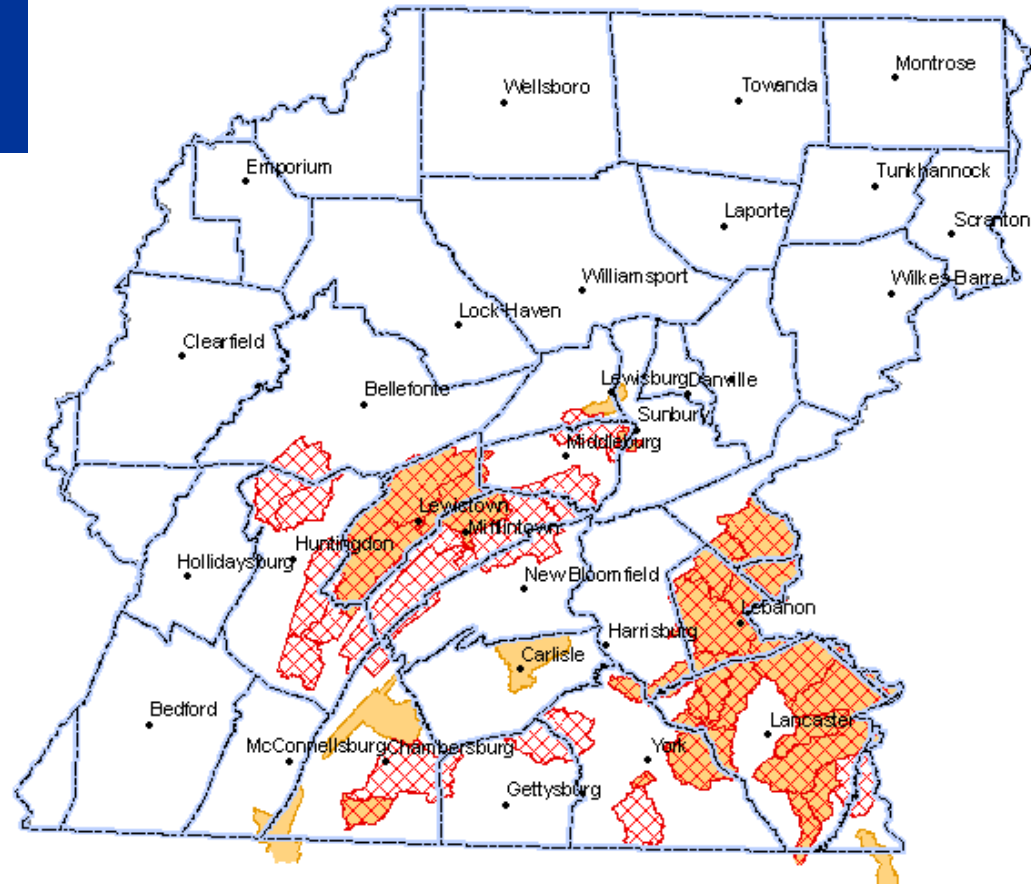 Montrose
Wellsboro
Towanda
Emporium
Tunkhannock
Laporte
Scranton
Williamsport
Wilkes-Barre
Lock Haven
Clearfield
Bellefonte
Lewisburg
Danville
Sunbury
Middleburg
Lewistown
Mifflintown
Huntingdon
Hollidaysburg
New Bloomfield
Lebanon
Harrisburg
Carlisle
Bedford
Lancaster
McConnellsburg
Chambersburg
York
Gettysburg